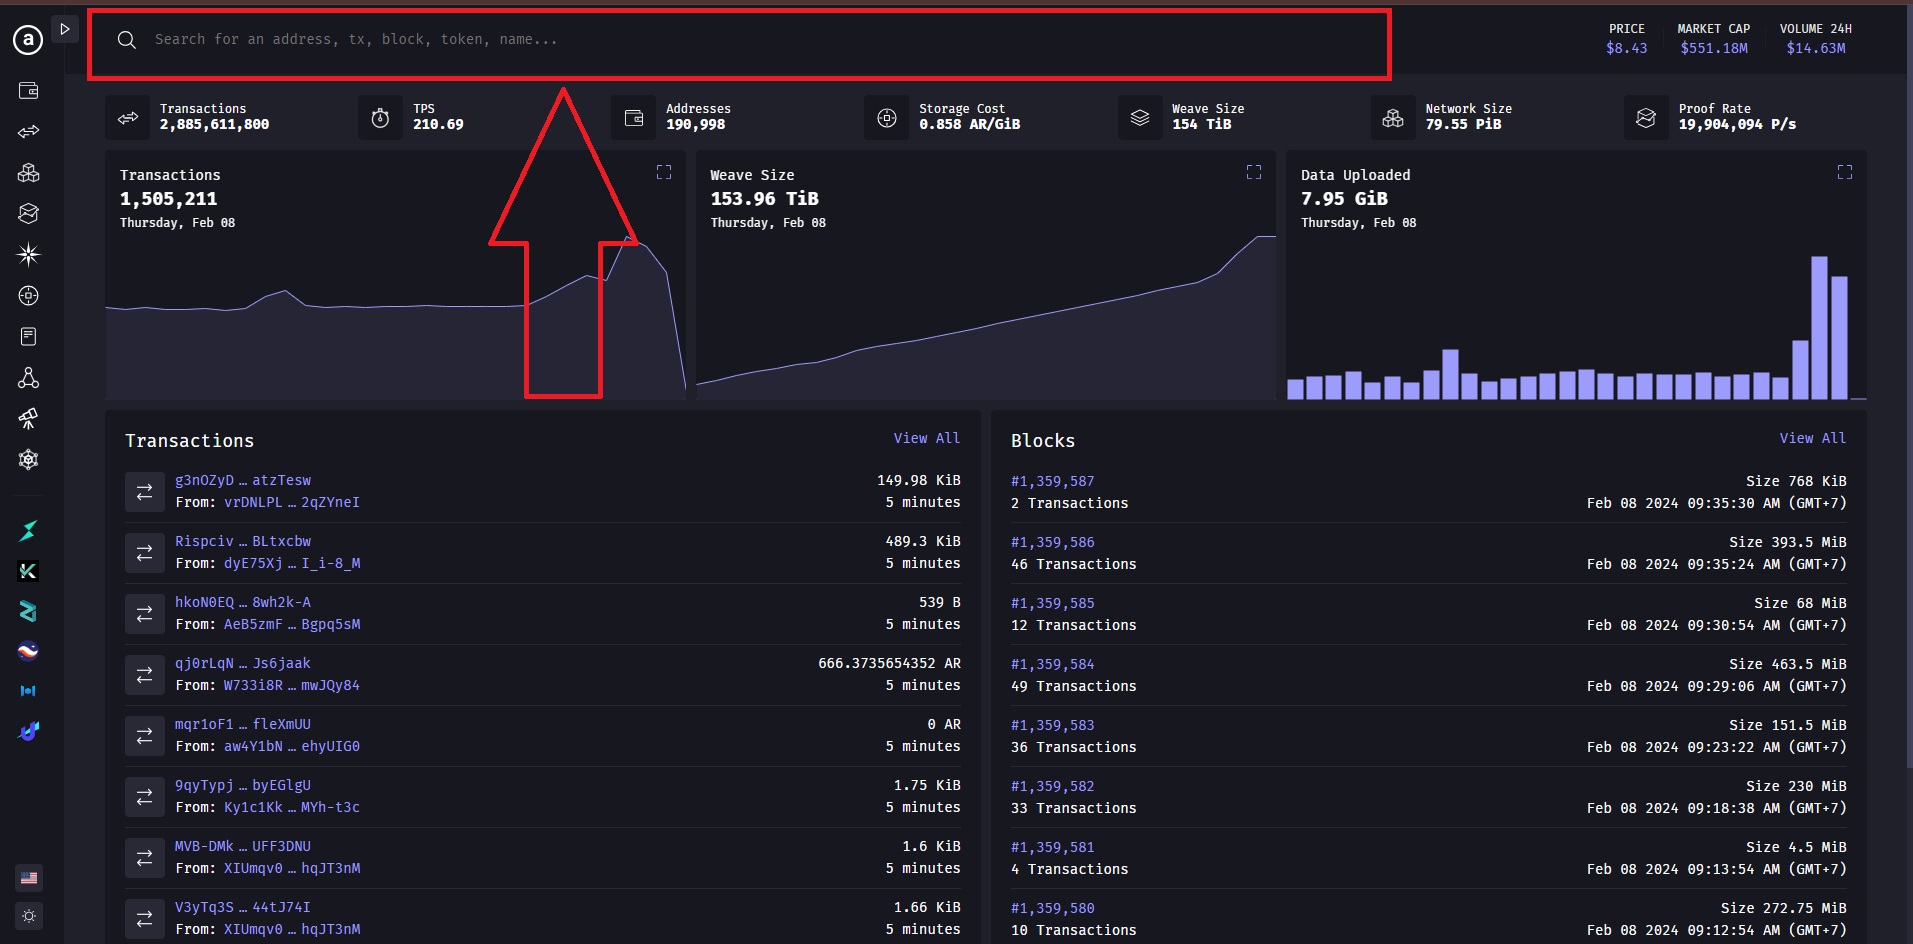 a
Search for an address, tx, block, token, name...
PRICE
$8.43
MARKET CAP
$551.18M
VOLUME 24H
$14.63M
Transactions
2,885,611,800
TPS
210.69
Addresses
190,998
Storage Cost
0.858 AR/GiB
Weave Size
154 TiB
Network Size
79.55 PiB
Proof Rate
19,904,094 P/s
Transactions
1,505,211
Thursday, Feb 08
Weave Size
153.96 TiB
Thursday, Feb 08
Data Uploaded
7.95 GiB
Thursday, Feb 08
Transactions
View All
g3nOZyD … atzTesw
149.98 KiB
From: vrDNLPL … 2qZYneI
5 minutes
Rispciv … BLtxcbw
489.3 KiB
From: dyE75Xj … I_i-8_M
5 minutes
hkoN0EQ … 8wh2k-A
539 B
From: AeB5zmF … Bgpq5sM
5 minutes
qj0rLqN … Js6jaak
666.3735654352 AR
From: W733i8R … mwJQy84
5 minutes
mqr1oF1 … fleXmUU
0 AR
From: aw4Y1bN … ehyUIG0
5 minutes
9qyTypj … byEGlgU
1.75 KiB
From: Ky1c1Kk … MYh-t3c
5 minutes
MVB-DMk … UFF3DNU
1.6 KiB
From: XIUmqv0 … hqJT3nM
5 minutes
V3yTq3S … 44tJ74I
1.66 KiB
From: XIUmqv0 … hqJT3nM
5 minutes
Blocks
View All
#1,359,587
Size 768 KiB
2 Transactions
Feb 08 2024 09:35:30 AM (GMT+7)
#1,359,586
Size 393.5 MiB
46 Transactions
Feb 08 2024 09:35:24 AM (GMT+7)
#1,359,585
Size 68 MiB
12 Transactions
Feb 08 2024 09:30:54 AM (GMT+7)
#1,359,584
Size 463.5 MiB
49 Transactions
Feb 08 2024 09:29:06 AM (GMT+7)
#1,359,583
Size 151.5 MiB
36 Transactions
Feb 08 2024 09:23:22 AM (GMT+7)
#1,359,582
Size 230 MiB
33 Transactions
Feb 08 2024 09:18:38 AM (GMT+7)
#1,359,581
Size 4.5 MiB
4 Transactions
Feb 08 2024 09:13:54 AM (GMT+7)
#1,359,580
Size 272.75 MiB
10 Transactions
Feb 08 2024 09:12:54 AM (GMT+7)